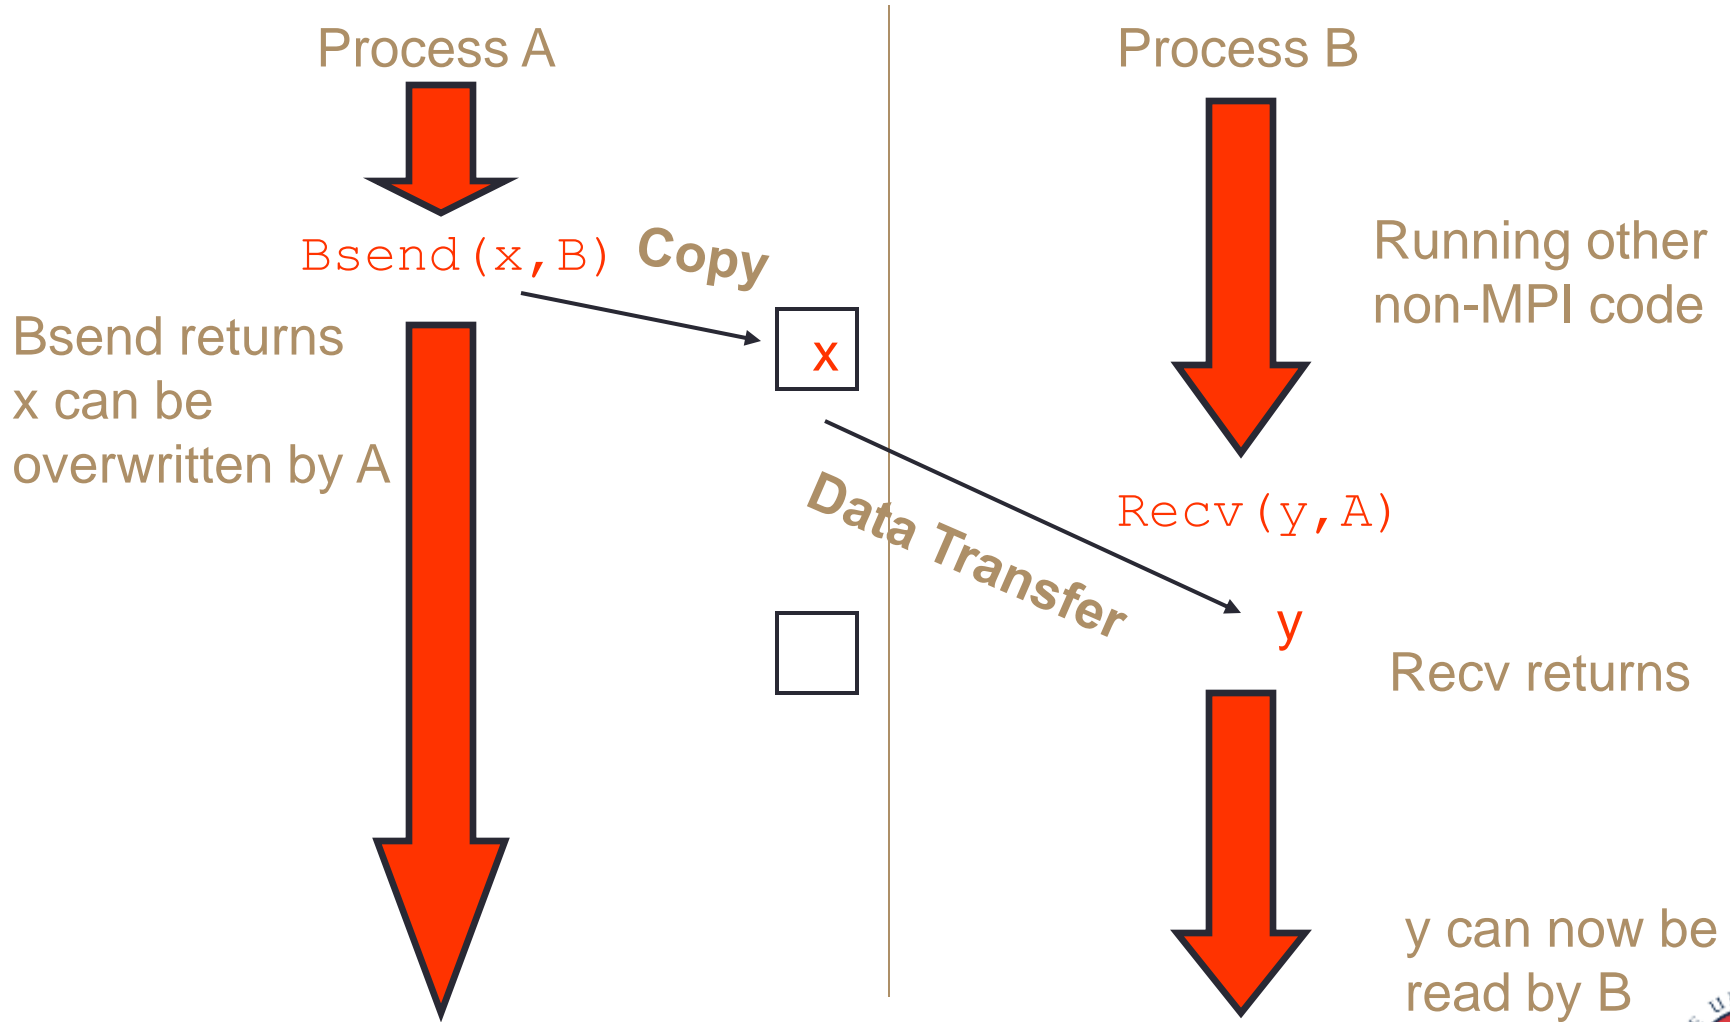 Process A
Process B
Bsend(x,B)
Copy
Running other
non-MPI code
Bsend returns
x can be
overwritten by A
x
Data Transfer
Recv(y,A)
y
Recv returns
y can now be
read by B